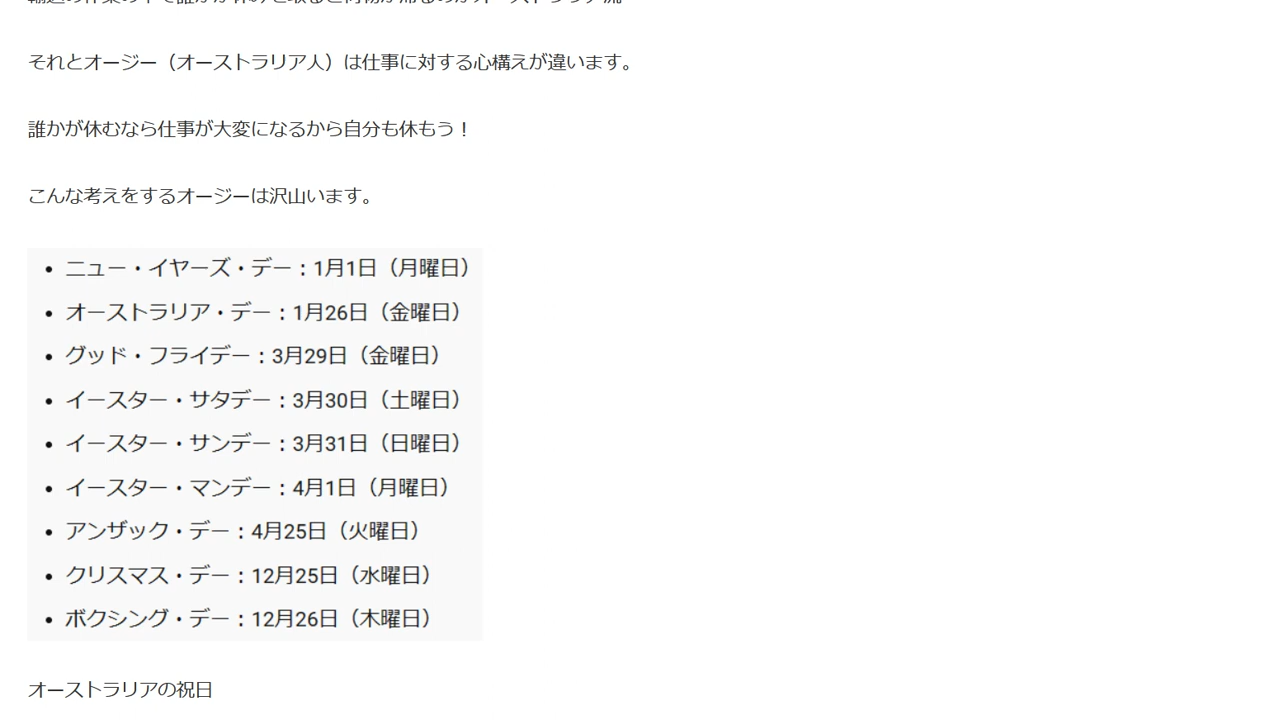 それとオージー（オーストラリア人）は仕事に対する心構えが違います。
誰かが休むなら仕事が大変になるから自分も休もう！
こんな考えをするオージーは沢山います。
• ニュー・イヤーズ・デー：1月1日（月曜日）
• オーストラリア・デー：1月26日（金曜日）
• グッド・フライデー：3月29日（金曜日）
• イースター・サタデー：3月30日（土曜日）
• イースター・サンデー：3月31日（日曜日）
• イースター・マンデー：4月1日（月曜日）
• アンザック・デー：4月25日（火曜日）
• クリスマス・デー：12月25日（水曜日）
• ボクシング・デー：12月26日（木曜日）
オーストラリアの祝日